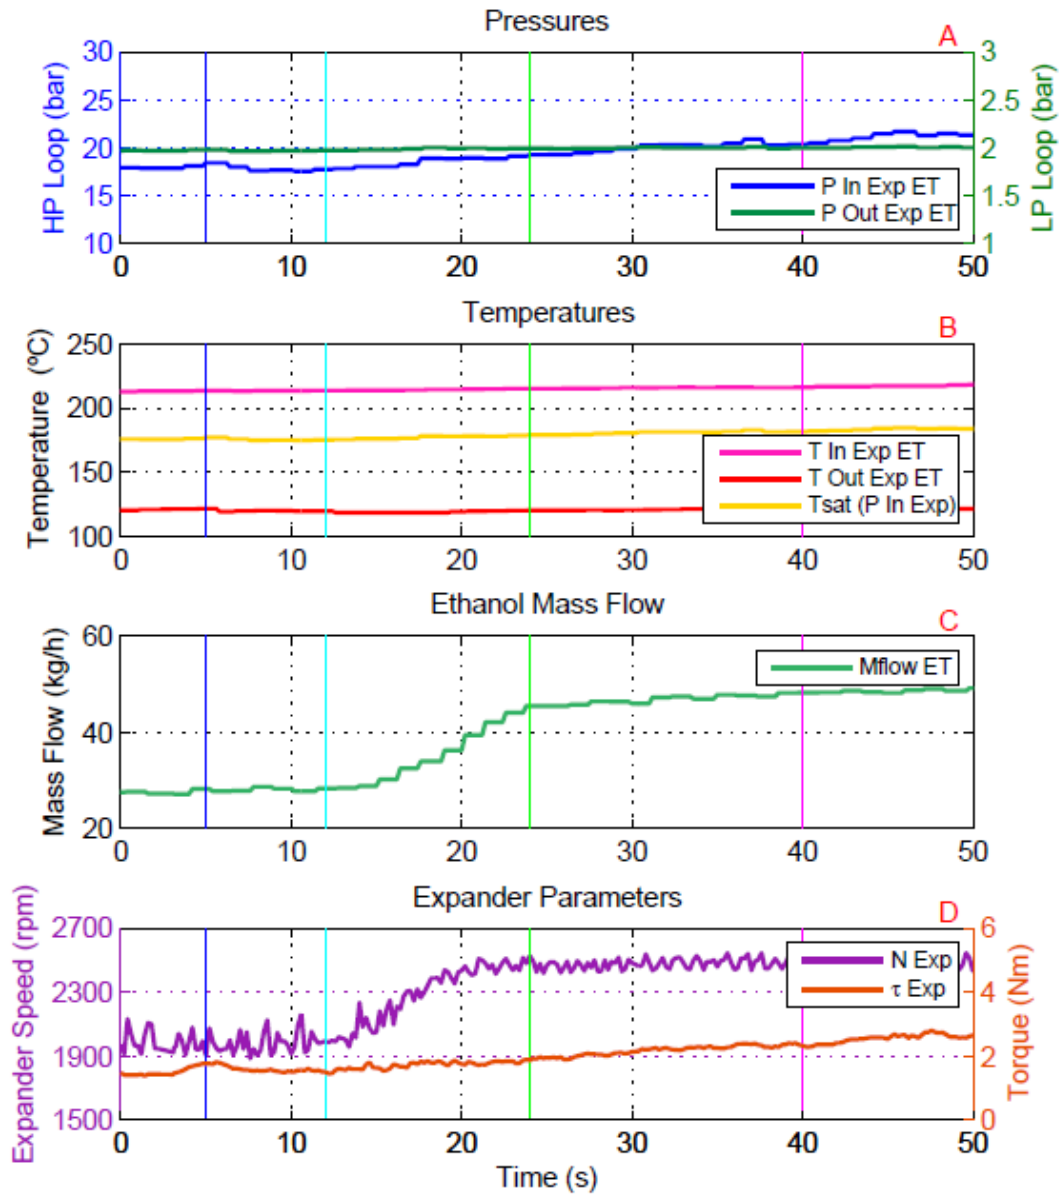 Pressures
A
HP Loop (bar)
30
25
20
15
10
3
2.5
2
1.5
1
LP Loop (bar)
P In Exp ET
P Out Exp ET
0 10 20 30 40 50
Temperatures
B
Temperature (ºC)
250
200
150
100
T In Exp ET
T Out Exp ET
Tsat (P In Exp)
0 10 20 30 40 50
Ethanol Mass Flow
C
Mass Flow (kg/h)
60
40
20
Mflow ET
0 10 20 30 40 50
Expander Parameters
D
Expander Speed (rpm)
2700
2300
1900
1500
6
4
2
0
Torque (Nm)
N Exp
τ Exp
0 10 20 30 40 50
Time (s)